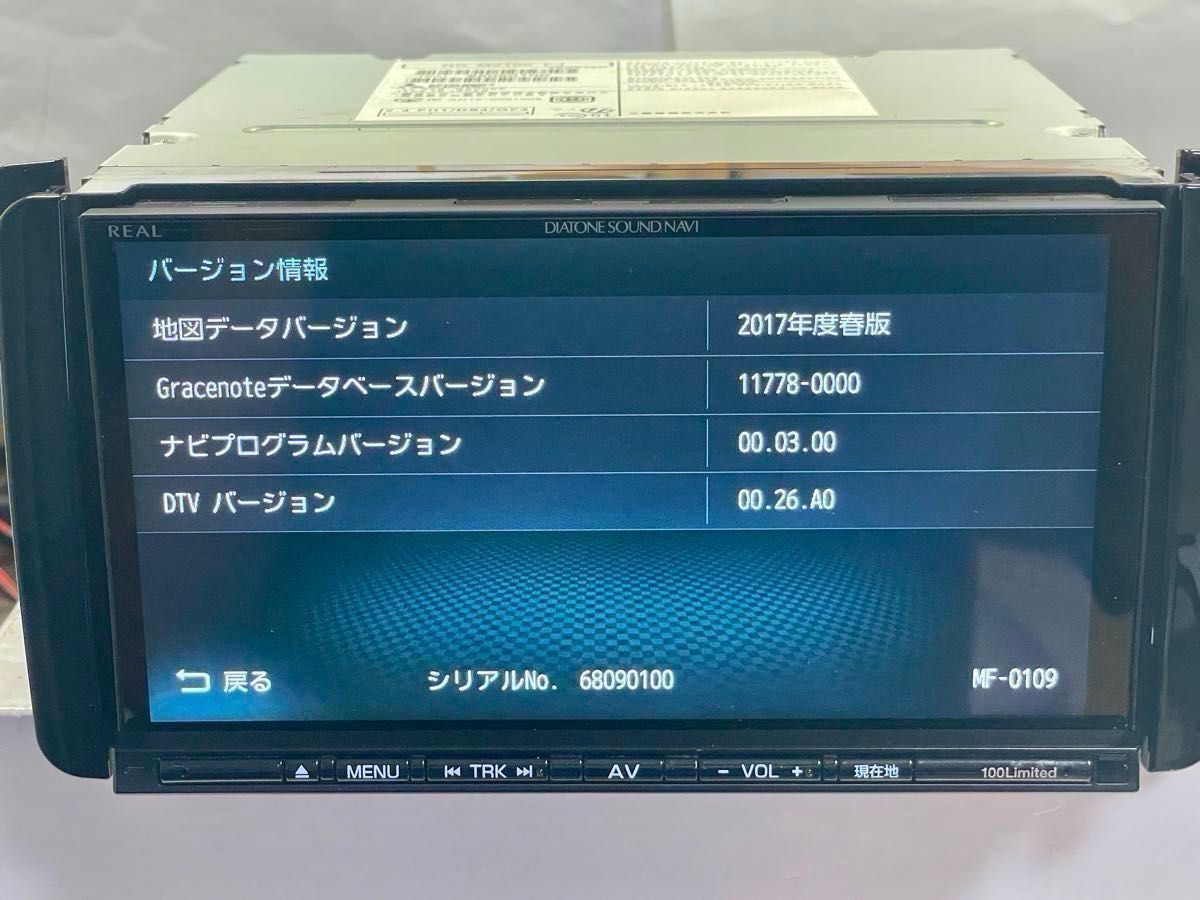 REAL
DIATONE SOUND NAVI
バージョン情報
地図データバージョン 2017年度春版
Gracenoteデータベースバージョン 11778-0000
ナビプログラムバージョン 00.03.00
DTV バージョン 00.26.A0
戻る シリアルNo. 68090100 MF-0109
MENU TRK AV - VOL + 現在地 100Limited